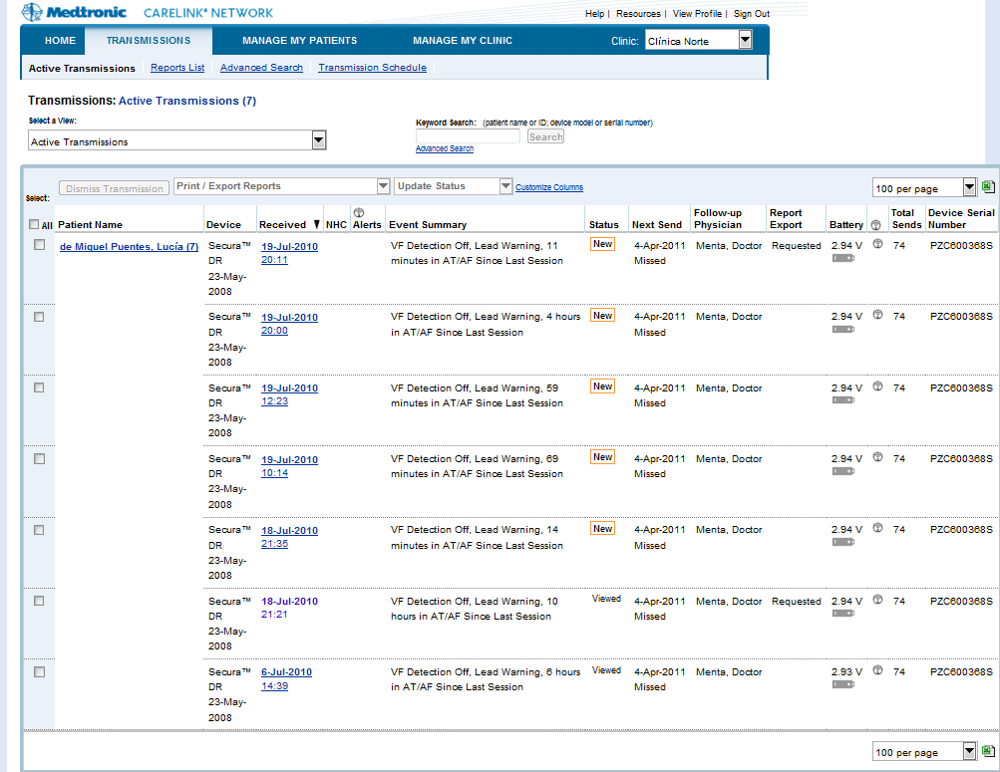 Medtronic CARELINK® NETWORK
Help | Resources | View Profile | Sign Out
HOME TRANSMISSIONS MANAGE MY PATIENTS MANAGE MY CLINIC Clinic: Clínica Norte
Active Transmissions Reports List Advanced Search Transmission Schedule
Transmissions: Active Transmissions (7)
Select a View:
Active Transmissions
Keyword Search: (patient name or ID; device model or serial number)
Search
Advanced Search
Select:
Dismiss Transmission Print / Export Reports Update Status Customize Columns 100 per page
All Patient Name Device Received ▼ NHC Alerts Event Summary Status Next Send Follow-up Physician Report Export Battery Total Sends Device Serial Number
de Miguel Puentes, Lucía (7) Secura™ 19-Jul-2010 VF Detection Off, Lead Warning, 11 New 4-Apr-2011 Menta, Doctor Requested 2.94 V 74 PZC600368S
DR 20:11 minutes in AT/AF Since Last Session Missed
23-May-
2008
Secura™ 19-Jul-2010 VF Detection Off, Lead Warning, 4 hours New 4-Apr-2011 Menta, Doctor 2.94 V 74 PZC600368S
DR 20:00 in AT/AF Since Last Session Missed
23-May-
2008
Secura™ 19-Jul-2010 VF Detection Off, Lead Warning, 59 New 4-Apr-2011 Menta, Doctor 2.94 V 74 PZC600368S
DR 12:23 minutes in AT/AF Since Last Session Missed
23-May-
2008
Secura™ 19-Jul-2010 VF Detection Off, Lead Warning, 69 New 4-Apr-2011 Menta, Doctor 2.94 V 74 PZC600368S
DR 10:14 minutes in AT/AF Since Last Session Missed
23-May-
2008
Secura™ 18-Jul-2010 VF Detection Off, Lead Warning, 14 New 4-Apr-2011 Menta, Doctor 2.94 V 74 PZC600368S
DR 21:35 minutes in AT/AF Since Last Session Missed
23-May-
2008
Secura™ 18-Jul-2010 VF Detection Off, Lead Warning, 10 Viewed 4-Apr-2011 Menta, Doctor Requested 2.94 V 74 PZC600368S
DR 21:21 hours in AT/AF Since Last Session Missed
23-May-
2008
Secura™ 6-Jul-2010 VF Detection Off, Lead Warning, 6 hours Viewed 4-Apr-2011 Menta, Doctor 2.93 V 74 PZC600368S
DR 14:39 in AT/AF Since Last Session Missed
23-May-
2008
100 per page